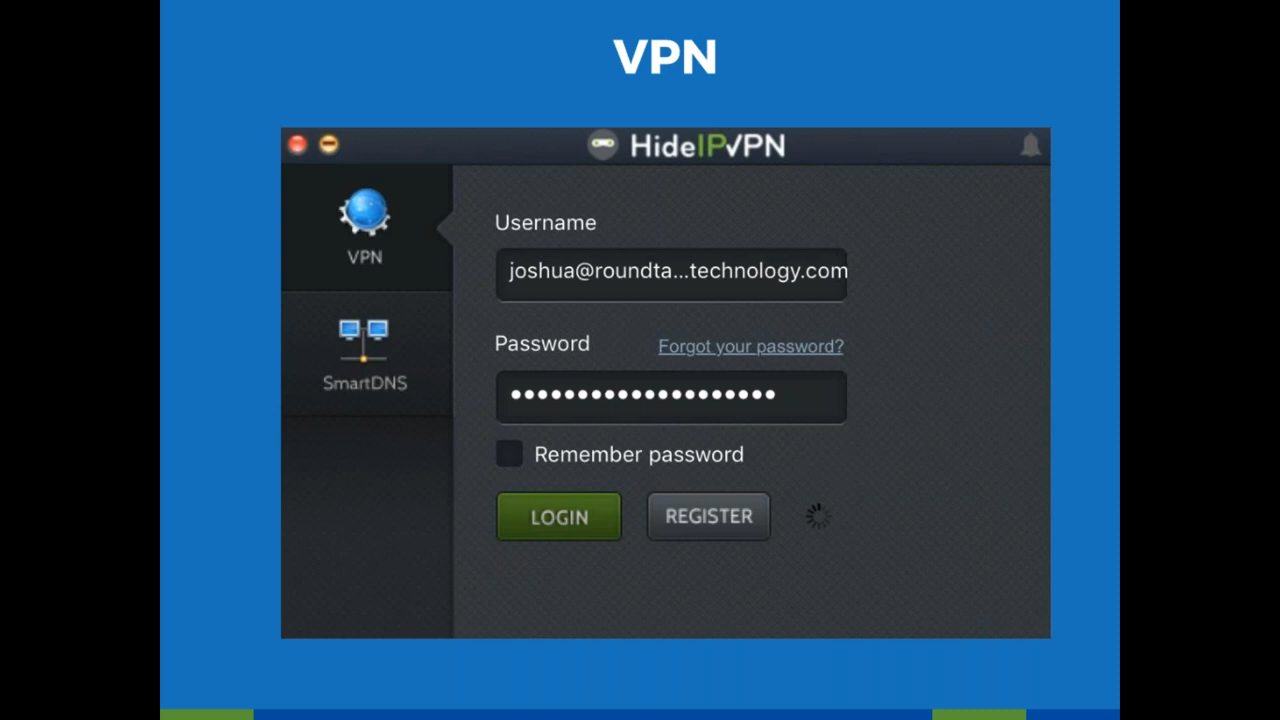 VPN
HideIPVPN
VPN
SmartDNS
Username
joshua@roundta...technology.com
Password
Forgot your password?
••••••••••••••••••••
Remember password
LOGIN
REGISTER